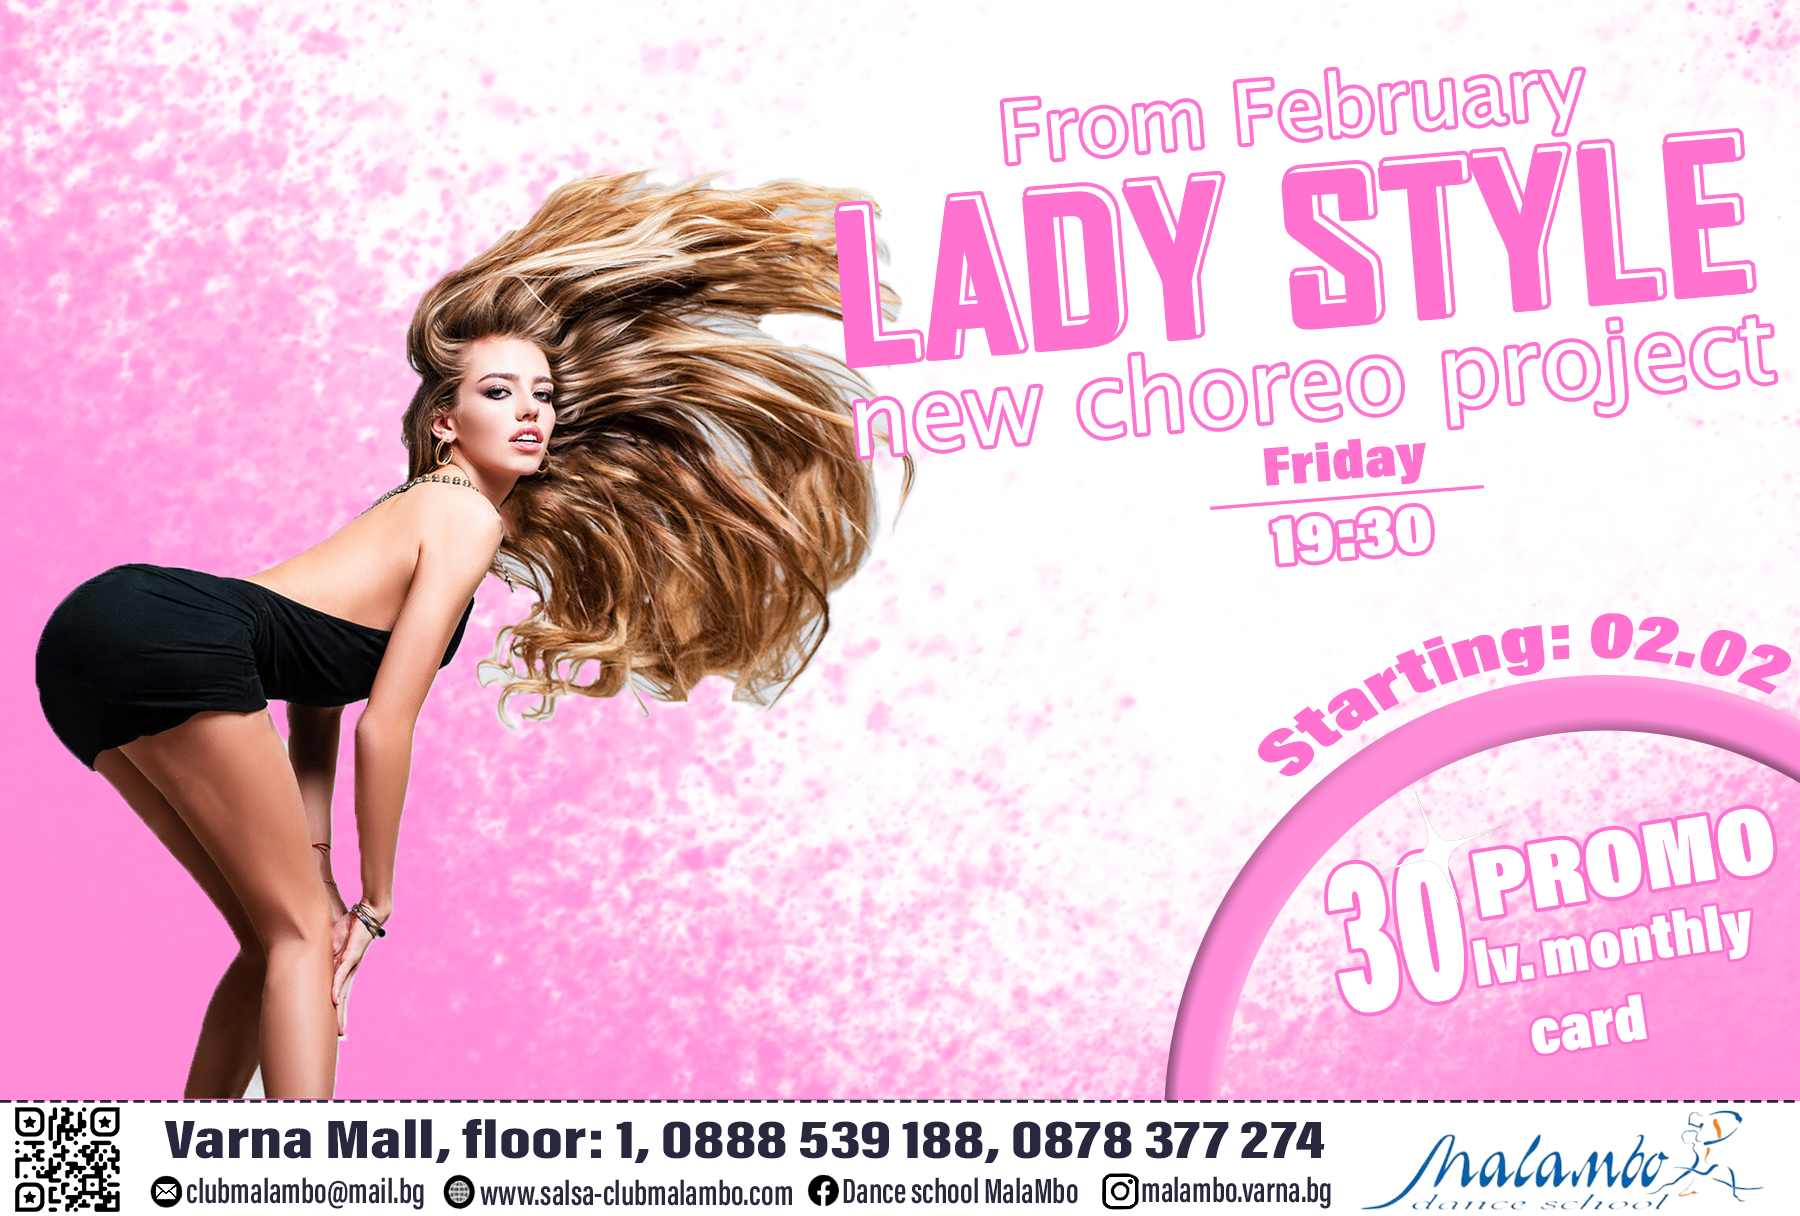 From February
LADY STYLE
new choreo project
Friday
19:30
Starting: 02.02
30 PROMO
lv. monthly
card
Varna Mall, floor: 1, 0888 539 188, 0878 377 274
clubmalambo@mail.bg www.salsa-clubmalambo.com Dance school MalaMbo malambo.varna.bg
Malambo
dance school